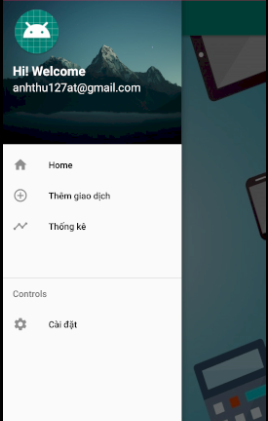 Hi! Welcome
anhthu127at@gmail.com
Home
Thêm giao dịch
Thống kê
Controls
Cài đặt